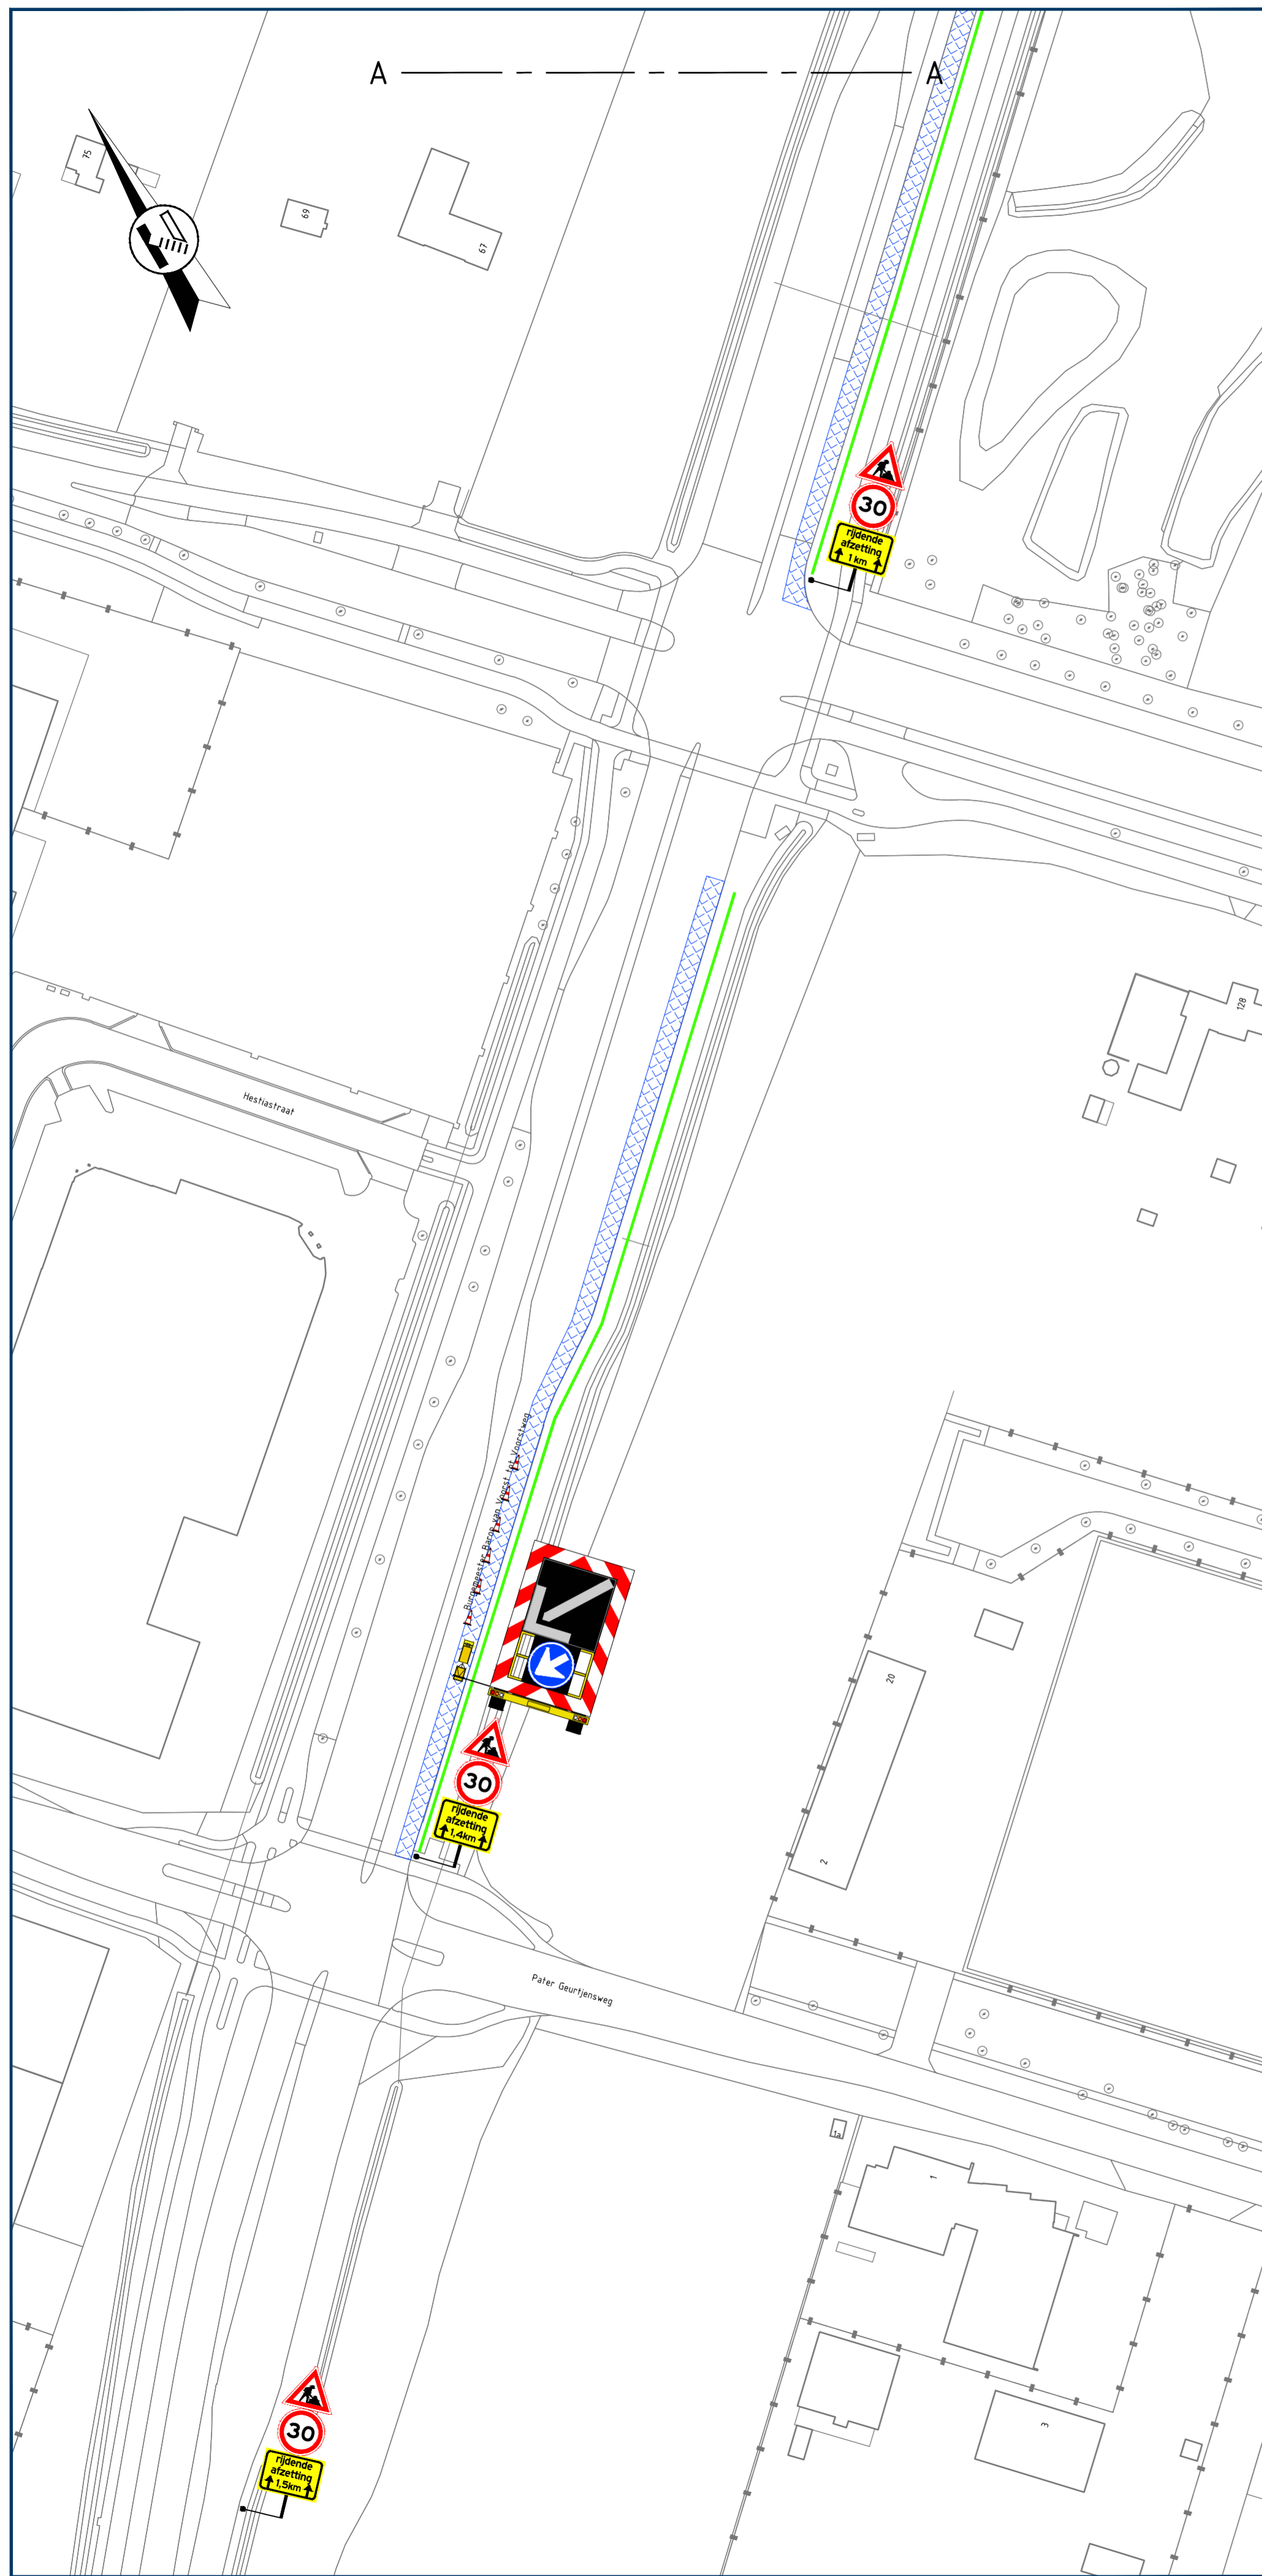 A A
75
69
67
30
rijdende
afzetting
1 km
128
Hestiastraat
Burgemeester Baron van Voorst tot Voorstweg
20
2
30
rijdende
afzetting
1,4km
Pater Geurtjensweg
1a
1
3
30
rijdende
afzetting
1,5km